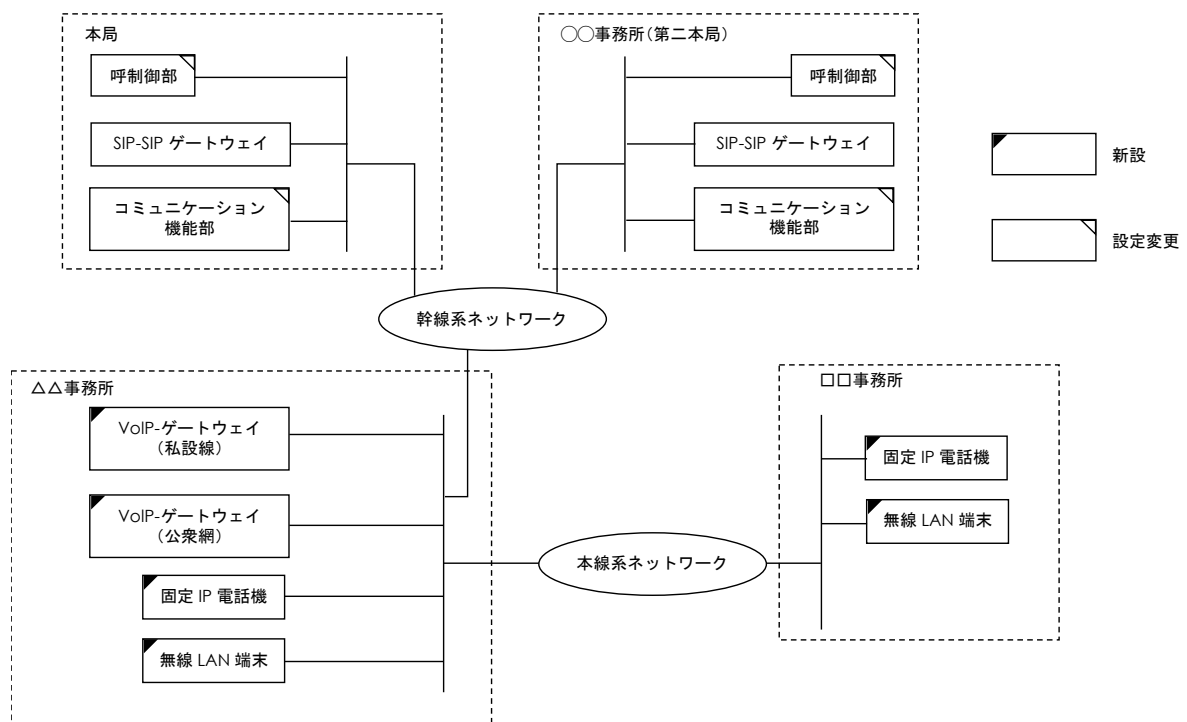 本局
呼制御部
SIP-SIP ゲートウェイ
コミュニケーション
機能部
○○事務所(第二本局)
呼制御部
SIP-SIP ゲートウェイ
コミュニケーション
機能部
新設
設定変更
幹線系ネットワーク
△△事務所
VoIP-ゲートウェイ
(私設線)
VoIP-ゲートウェイ
(公衆網)
固定 IP 電話機
無線 LAN 端末
本線系ネットワーク
□□事務所
固定 IP 電話機
無線 LAN 端末